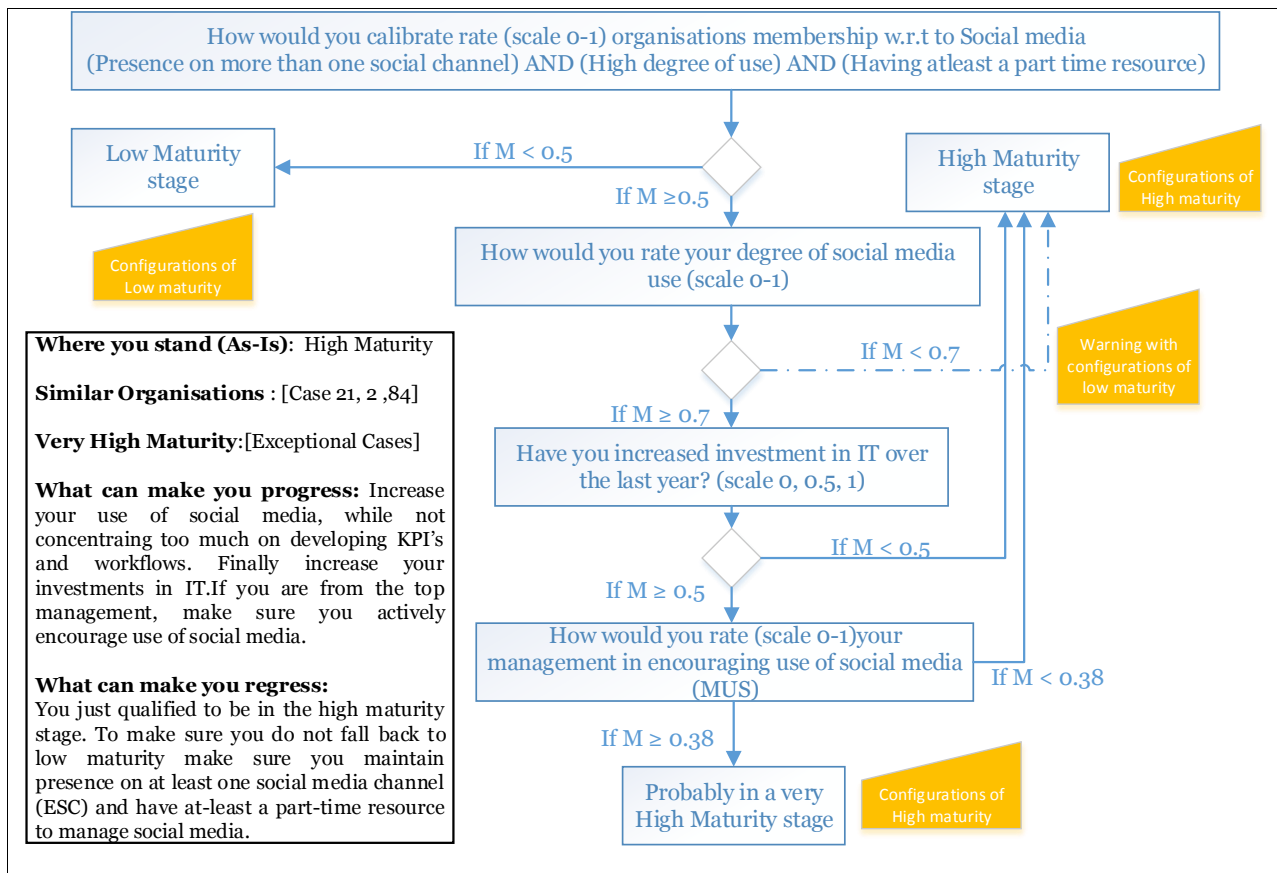 How would you calibrate rate (scale 0-1) organisations membership w.r.t to Social media
(Presence on more than one social channel) AND (High degree of use) AND (Having atleast a part time resource)
Low Maturity
stage
If M < 0.5
High Maturity
stage
Configurations of
High maturity
If M ≥0.5
Configurations of
Low maturity
How would you rate your degree of social media
use (scale 0-1)
If M < 0.7
Warning with
configurations of
low maturity
If M ≥ 0.7
Have you increased investment in IT over
the last year? (scale 0, 0.5, 1)
If M < 0.5
If M ≥ 0.5
How would you rate (scale 0-1)your
management in encouraging use of social media
(MUS)
If M < 0.38
If M ≥ 0.38
Probably in a very
High Maturity stage
Configurations of
High maturity
Where you stand (As-Is): High Maturity
Similar Organisations : [Case 21, 2 ,84]
Very High Maturity:[Exceptional Cases]
What can make you progress: Increase
your use of social media, while not
concentraing too much on developing KPI's
and workflows. Finally increase your
investments in IT.If you are from the top
management, make sure you actively
encourage use of social media.
What can make you regress:
You just qualified to be in the high maturity
stage. To make sure you do not fall back to
low maturity make sure you maintain
presence on at least one social media channel
(ESC) and have at-least a part-time resource
to manage social media.